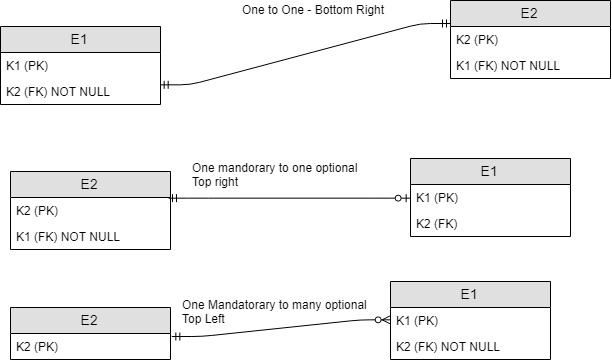 One to One - Bottom Right
E1
K1 (PK)
K2 (FK) NOT NULL
E2
K2 (PK)
K1 (FK) NOT NULL
One mandorary to one optional
Top right
E2
K2 (PK)
K1 (FK) NOT NULL
E1
K1 (PK)
K2 (FK)
One Mandatorary to many optional
Top Left
E2
K2 (PK)
E1
K1 (PK)
K2 (FK) NOT NULL